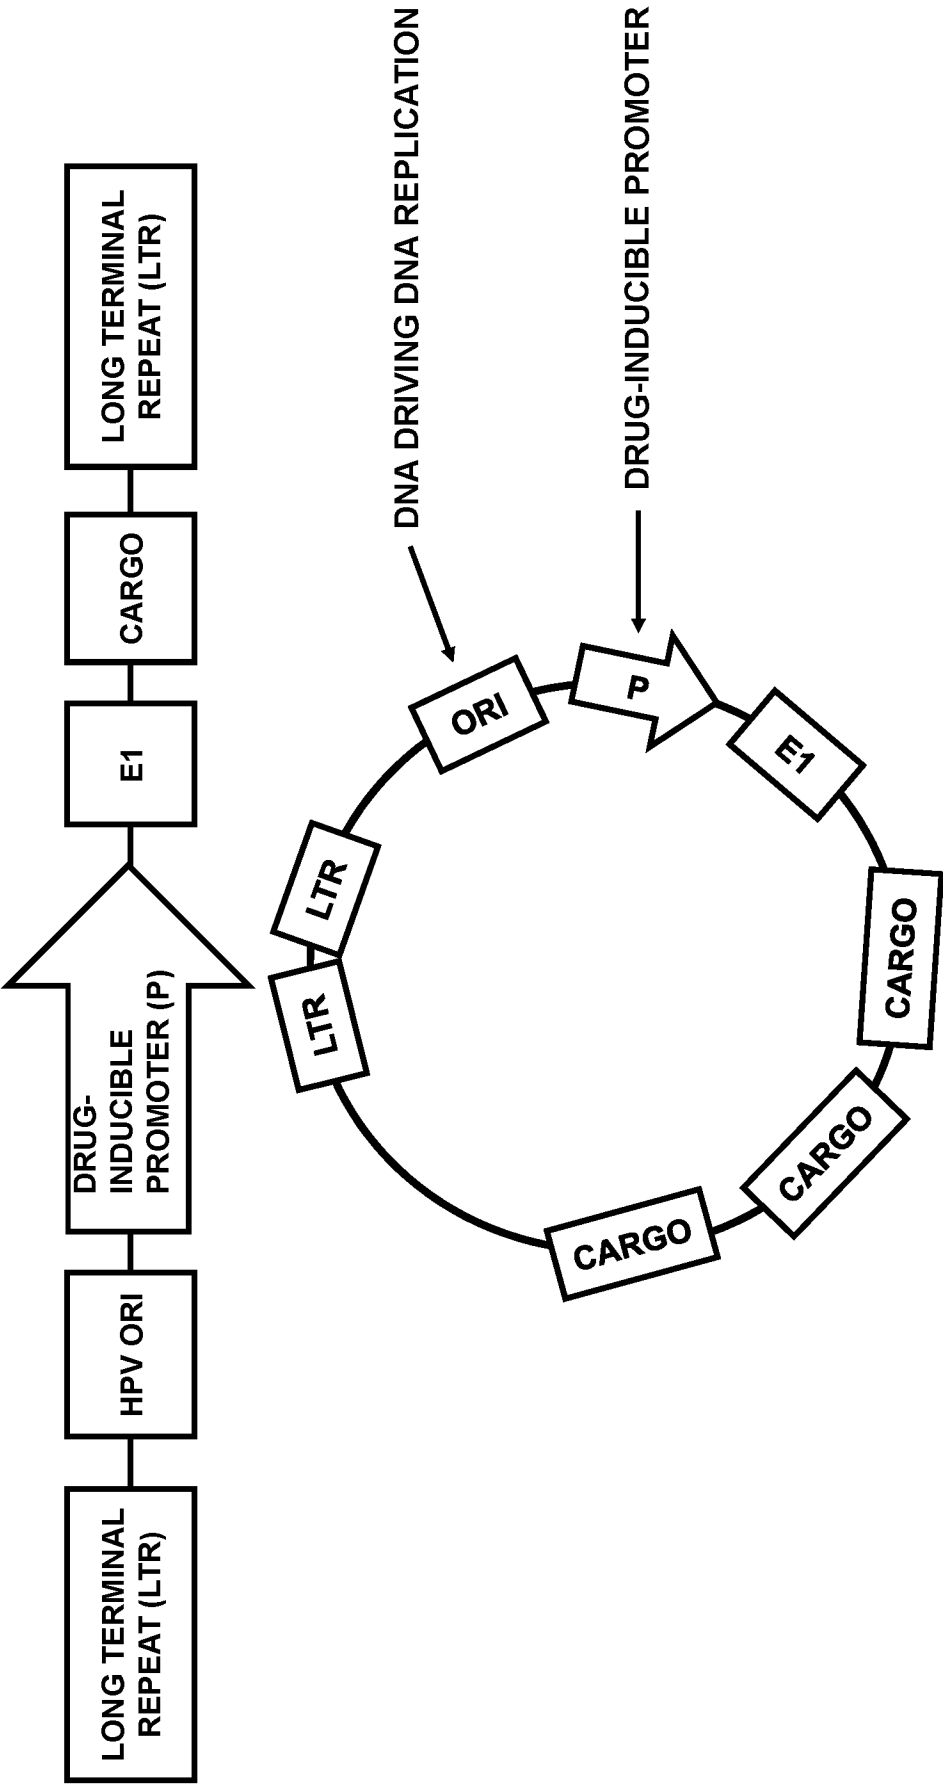 LONG TERMINAL
REPEAT (LTR)
HPV ORI
DRUG-
INDUCIBLE
PROMOTER (P)
E1
CARGO
LONG TERMINAL
REPEAT (LTR)
LTR
LTR
ORI
DNA DRIVING DNA REPLICATION
P
DRUG-INDUCIBLE PROMOTER
E1
CARGO
CARGO
CARGO